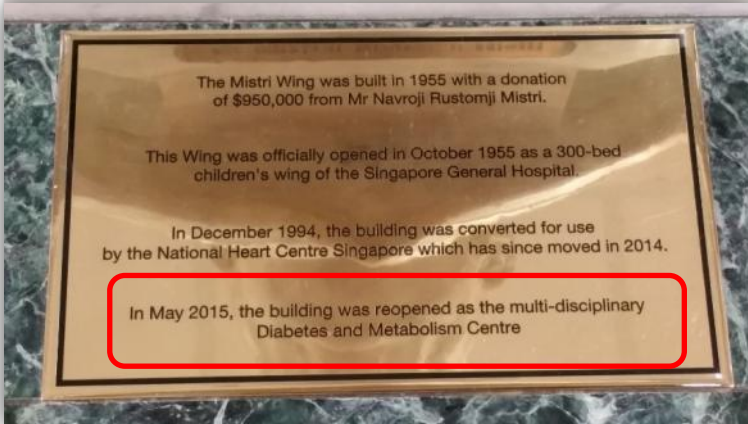 The Mistri Wing was built in 1955 with a donation
of $950,000 from Mr Navroji Rustomji Mistri.
This Wing was officially opened in October 1955 as a 300-bed
children's wing of the Singapore General Hospital.
In December 1994, the building was converted for use
by the National Heart Centre Singapore which has since moved in 2014.
In May 2015, the building was reopened as the multi-disciplinary
Diabetes and Metabolism Centre